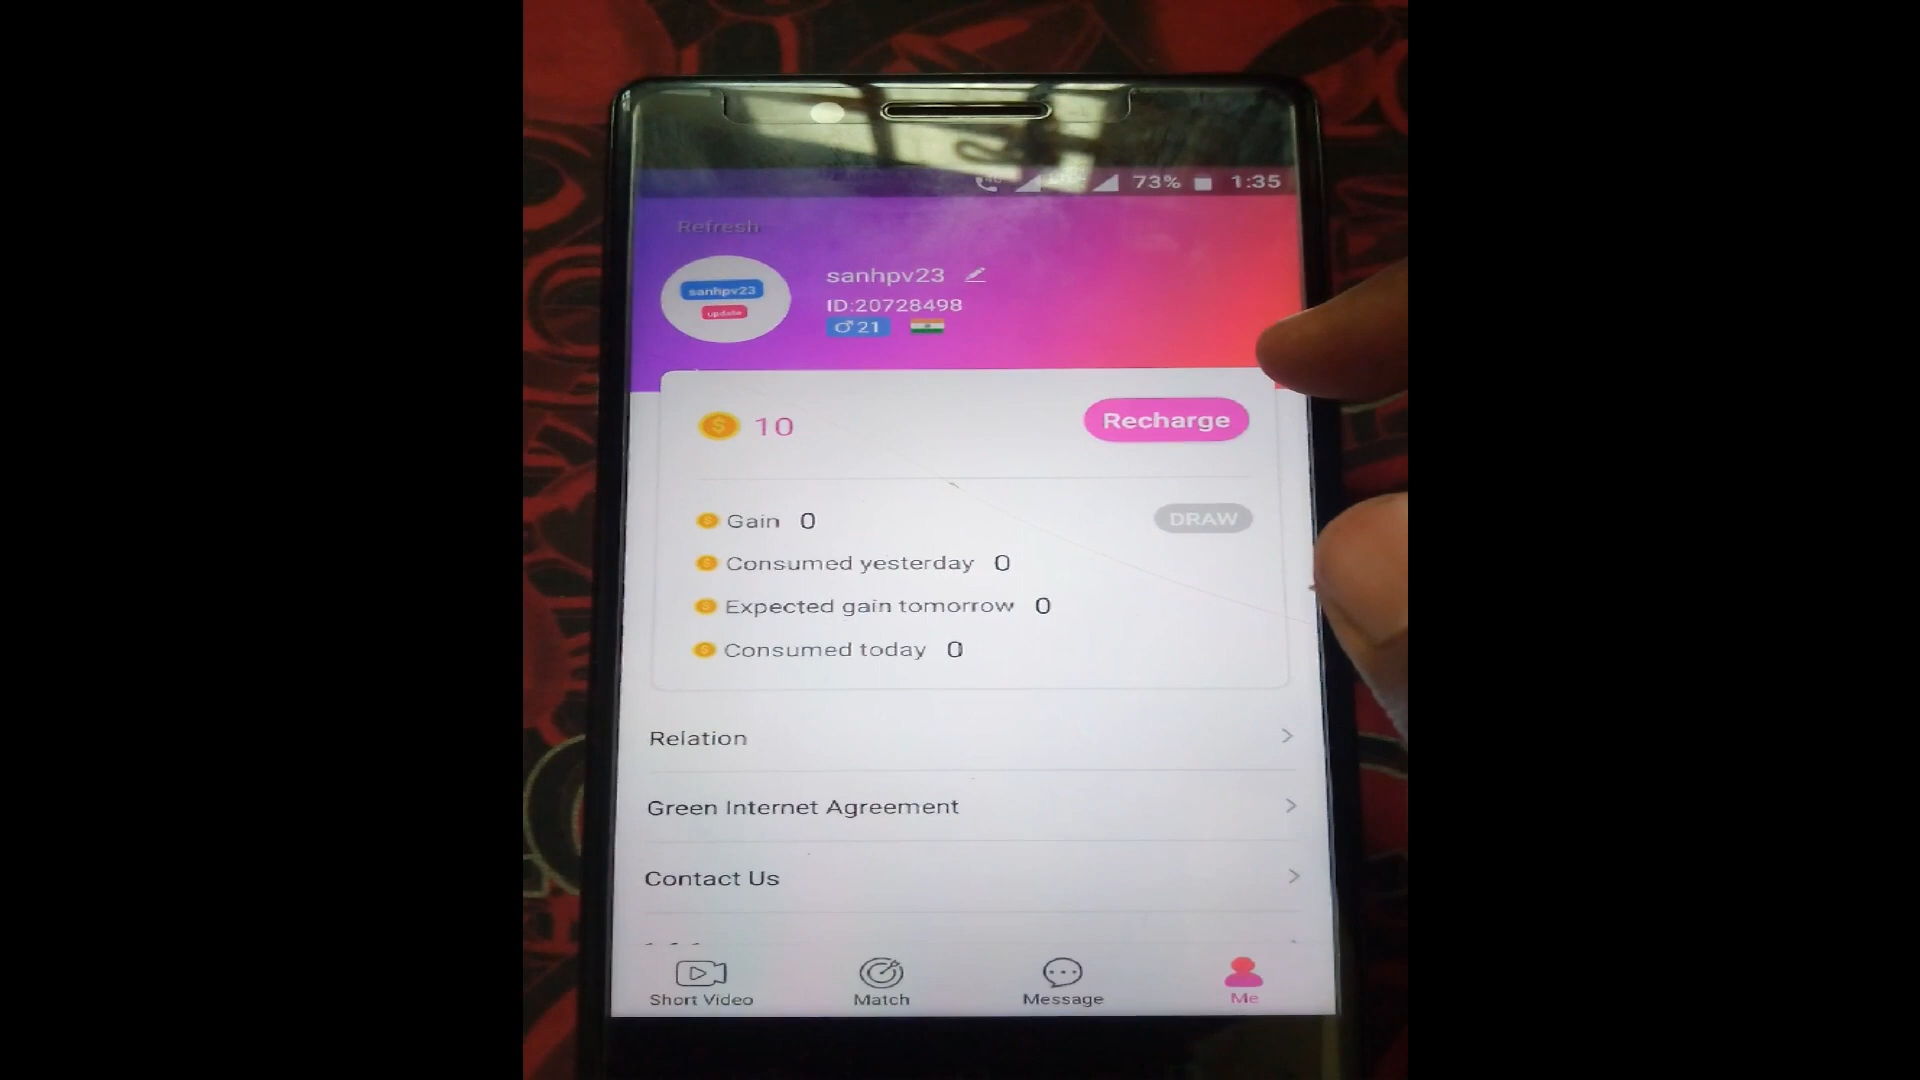 73% 1:35
Refresh
sanhpv23
update
sanhpv23
ID:20728498
21
10
Recharge
Gain 0
DRAW
Consumed yesterday 0
Expected gain tomorrow 0
Consumed today 0
Relation
Green Internet Agreement
Contact Us
Short Video
Match
Message
Me